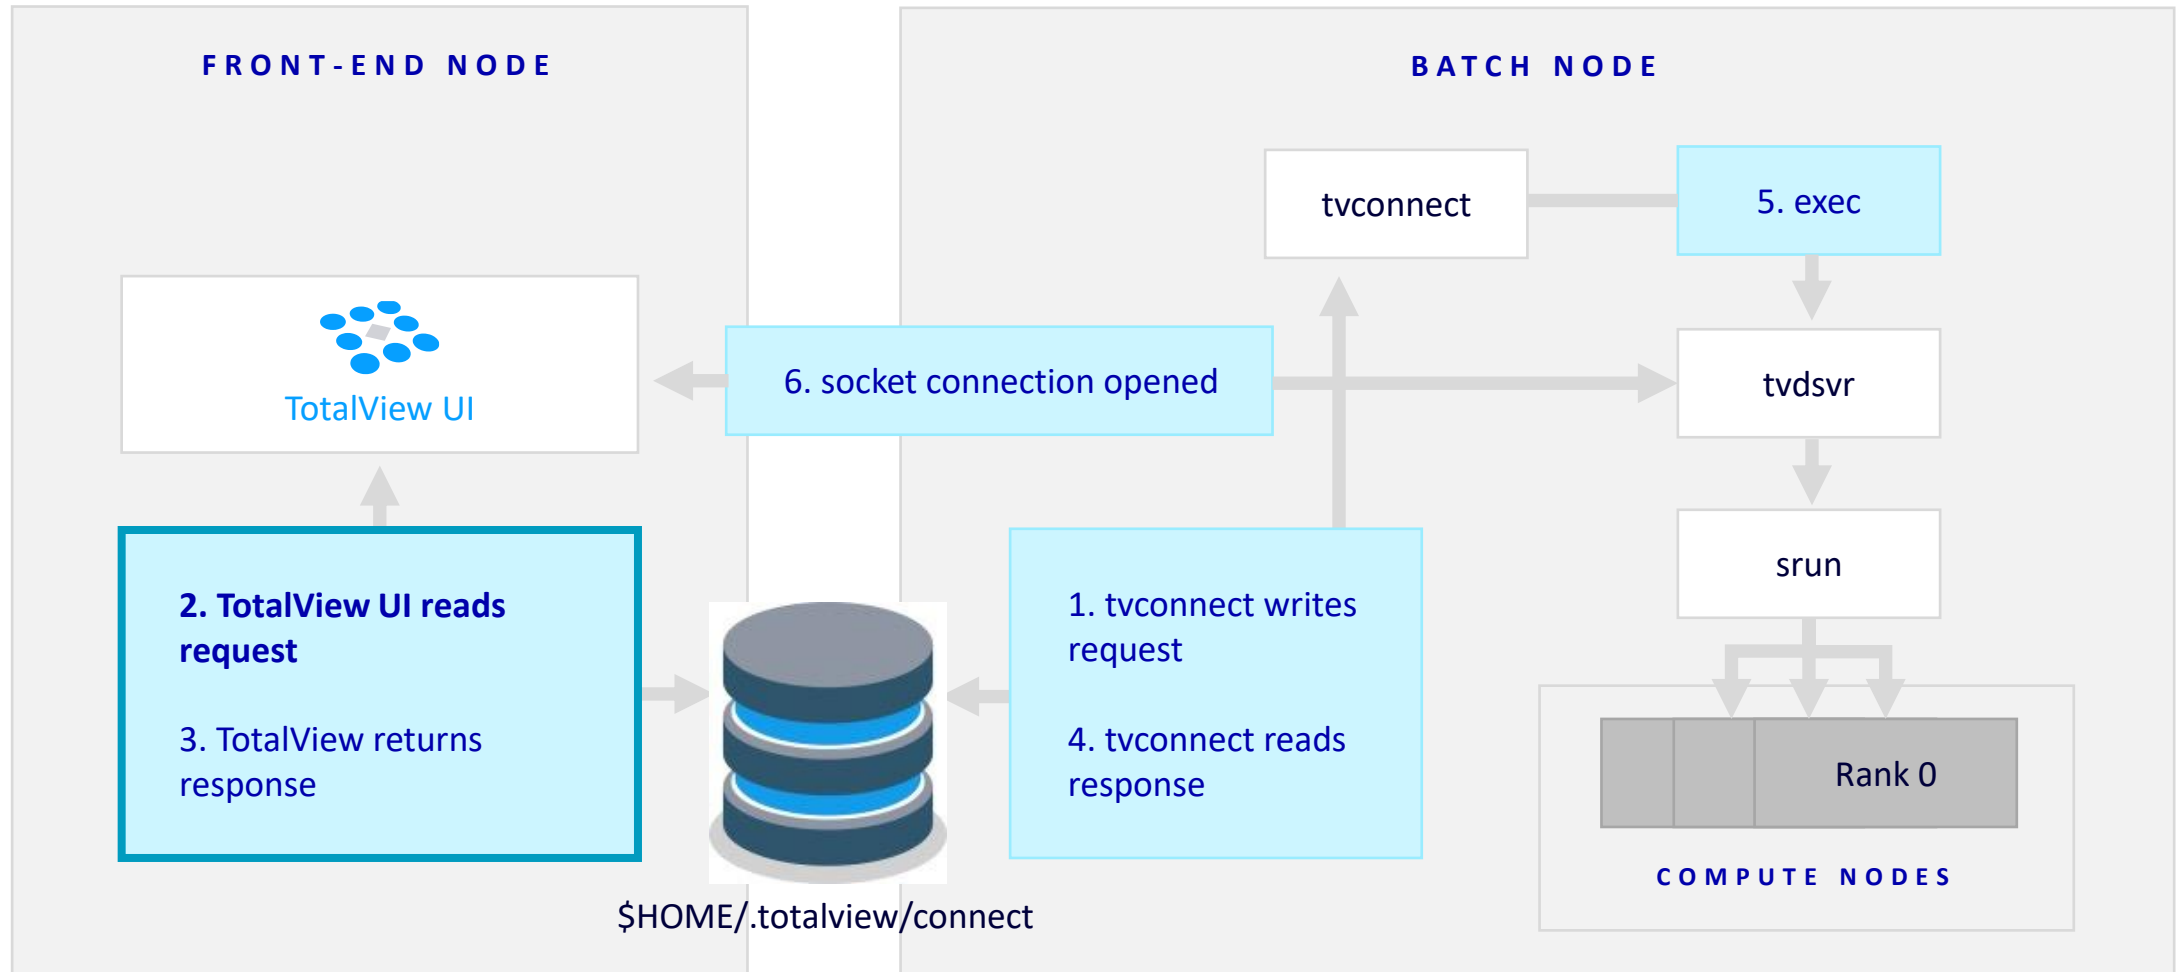 FRONT-END NODE
BATCH NODE
tvconnect
5. exec
TotalView UI
6. socket connection opened
tvdsvr
srun
2. TotalView UI reads
request
3. TotalView returns
response
1. tvconnect writes
request
4. tvconnect reads
response
Rank 0
COMPUTE NODES
$HOME/.totalview/connect